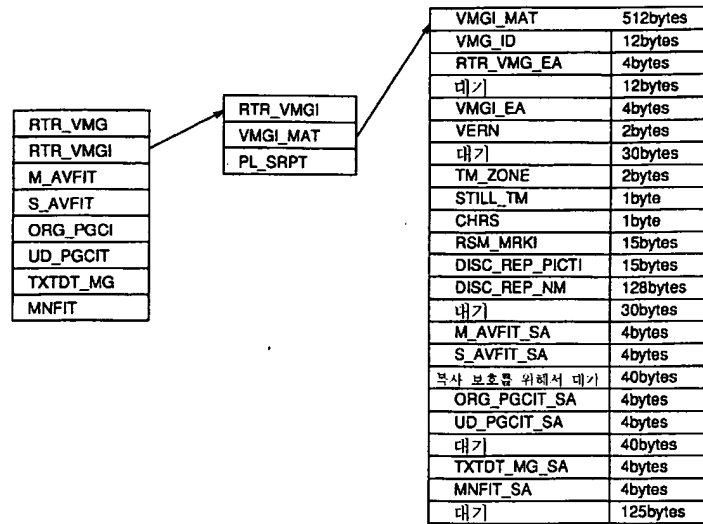 RTR_VMG
RTR_VMGI
M_AVFIT
S_AVFIT
ORG_PGCI
UD_PGCIT
TXTDT_MG
MNFIT
RTR_VMGI
VMGI_MAT
PL_SRPT
VMGI_MAT 512bytes
VMG_ID 12bytes
RTR_VMG_EA 4bytes
대기 12bytes
VMGI_EA 4bytes
VERN 2bytes
대기 30bytes
TM_ZONE 2bytes
STILL_TM 1byte
CHRS 1byte
RSM_MRKI 15bytes
DISC_REP_PICTI 15bytes
DISC_REP_NM 128bytes
대기 30bytes
M_AVFIT_SA 4bytes
S_AVFIT_SA 4bytes
복사 보호를 위해서 대기 40bytes
ORG_PGCIT_SA 4bytes
UD_PGCIT_SA 4bytes
대기 40bytes
TXTDT_MG_SA 4bytes
MNFIT_SA 4bytes
대기 125bytes